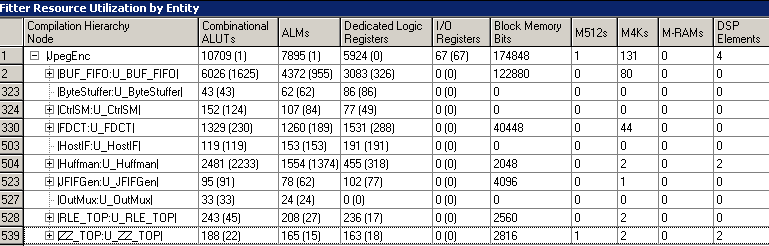 Fitter Resource Utilization by Entity
Compilation Hierarchy Node Combinational ALUTs ALMs Dedicated Logic Registers I/O Registers Block Memory Bits M512s M4Ks M-RAMs DSP Elements
1 |JpegEnc 10709 (1) 7895 (1) 5924 (0) 67 (67) 174848 1 131 0 4
2 |BUF_FIFO:U_BUF_FIFO| 6026 (1625) 4372 (955) 3083 (326) 0 (0) 122880 0 80 0 0
323 |ByteStuffer:U_ByteStuffer| 43 (43) 62 (62) 86 (86) 0 (0) 0 0 0 0 0
324 |CtrlSM:U_CtrlSM| 152 (124) 107 (84) 77 (49) 0 (0) 0 0 0 0 0
330 |FDCT:U_FDCT| 1329 (230) 1260 (189) 1531 (288) 0 (0) 40448 0 44 0 0
503 |HostIF:U_HostIF| 119 (119) 153 (153) 191 (191) 0 (0) 0 0 0 0 0
504 |Huffman:U_Huffman| 2481 (2233) 1554 (1374) 455 (318) 0 (0) 2048 0 2 0 2
523 |JFIFGen:U_JFIFGen| 95 (91) 78 (62) 102 (77) 0 (0) 4096 0 1 0 0
527 |OutMux:U_OutMux| 33 (33) 24 (24) 0 (0) 0 (0) 0 0 0 0 0
528 |RLE_TOP:U_RLE_TOP| 243 (45) 208 (27) 236 (17) 0 (0) 2560 0 2 0 0
539 |ZZ_TOP:U_ZZ_TOP| 188 (22) 165 (15) 163 (18) 0 (0) 2816 1 2 0 2